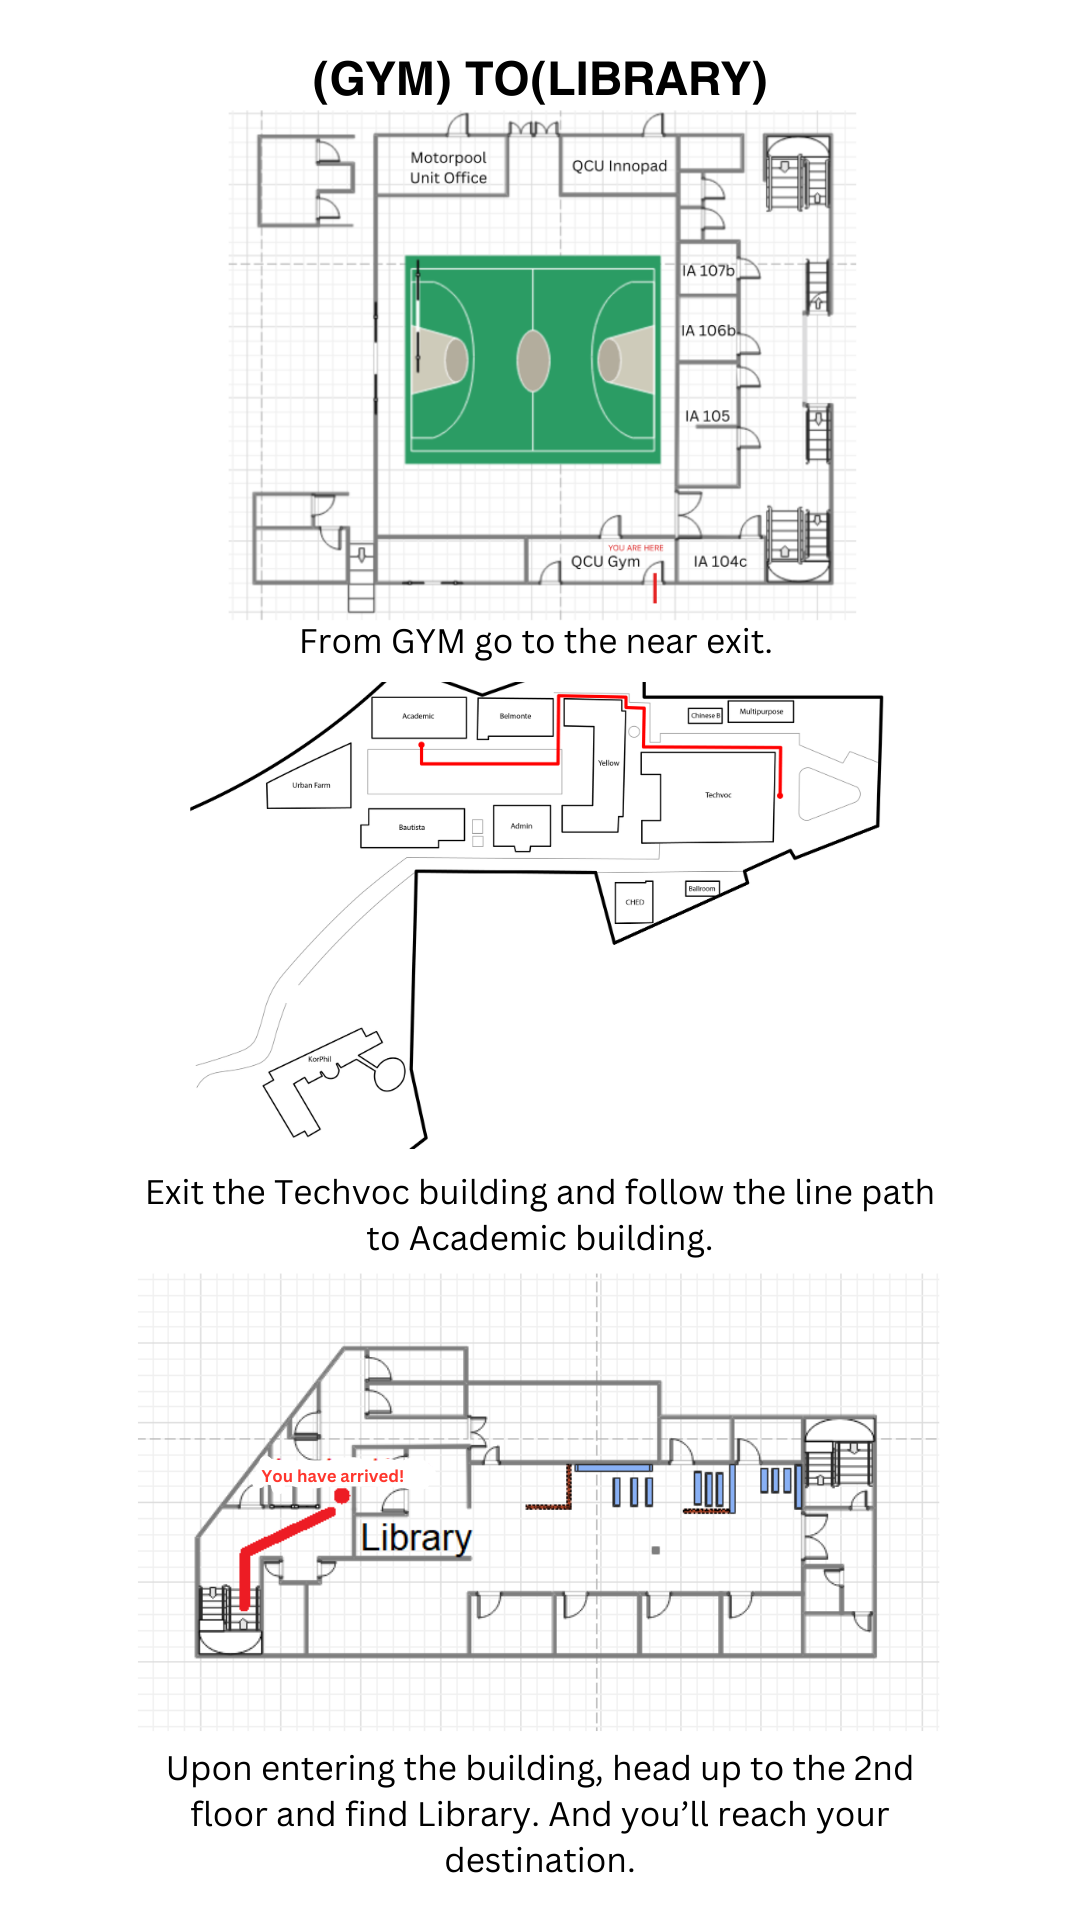 (GYM) TO(LIBRARY)
Motorpool
Unit Office
QCU Innopad
IA 107b
IA 106b
IA 105
YOU ARE HERE
QCU Gym
IA 104c
From GYM go to the near exit.
Academic
Belmonte
Chinese B
Multipurpose
Yellow
Urban Farm
Techvoc
Bautista
Admin
CHED
Ballroom
KorPhil
Exit the Techvoc building and follow the line path
to Academic building.
You have arrived!
Library
Upon entering the building, head up to the 2nd
floor and find Library. And you’ll reach your
destination.